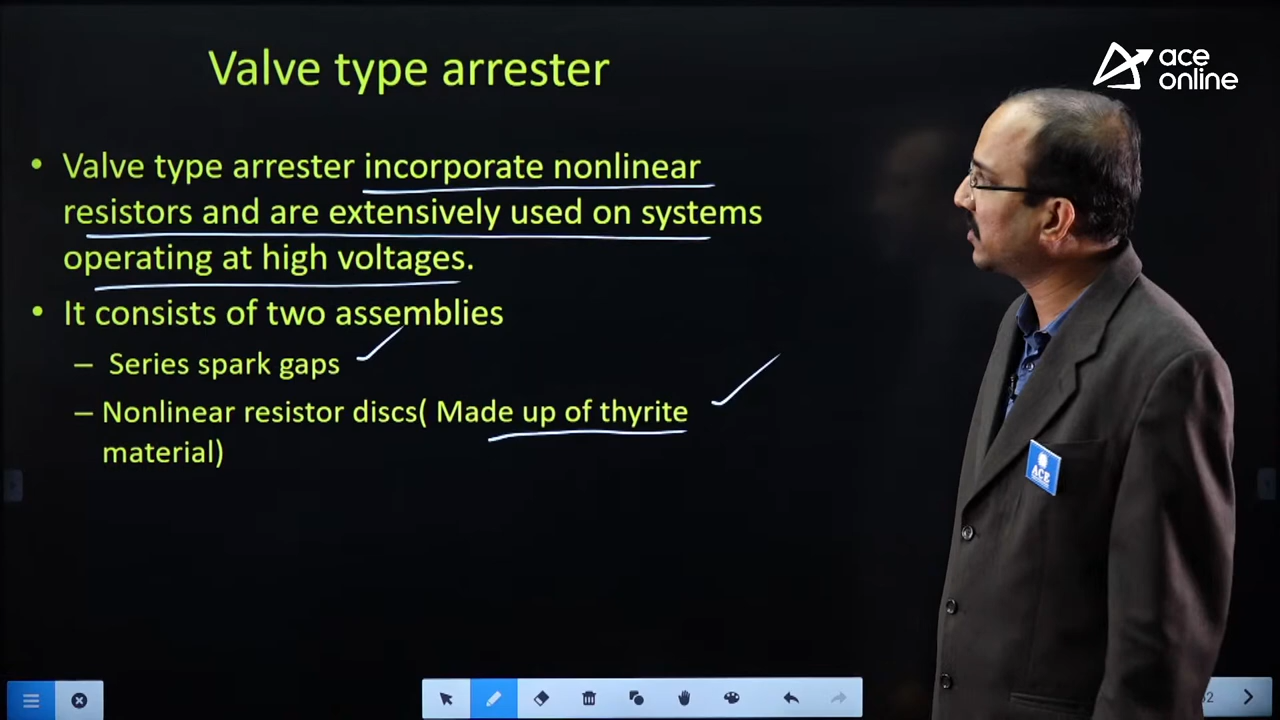 Valve type arrester
ace
online
• Valve type arrester incorporate nonlinear
resistors and are extensively used on systems
operating at high voltages.
• It consists of two assemblies
– Series spark gaps
– Nonlinear resistor discs( Made up of thyrite
material)
ACE